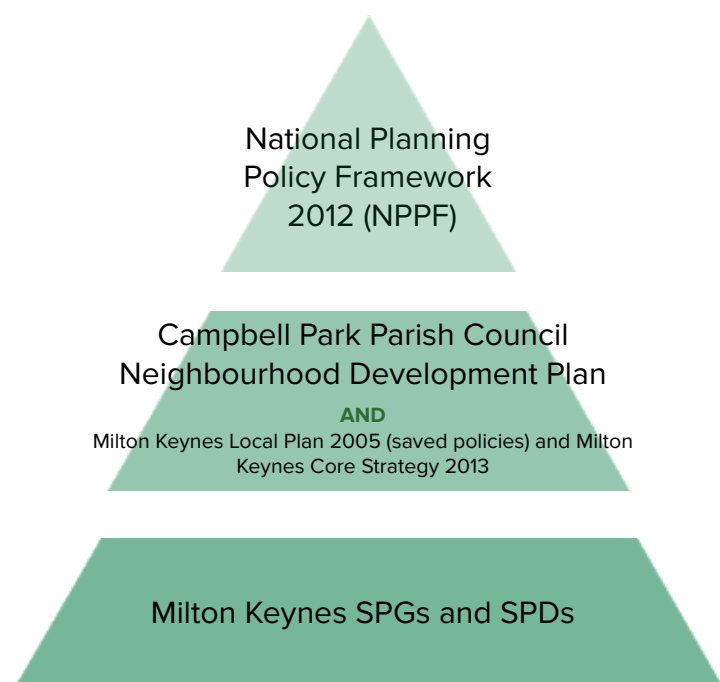 National Planning
Policy Framework
2012 (NPPF)
Campbell Park Parish Council
Neighbourhood Development Plan
AND
Milton Keynes Local Plan 2005 (saved policies) and Milton
Keynes Core Strategy 2013
Milton Keynes SPGs and SPDs